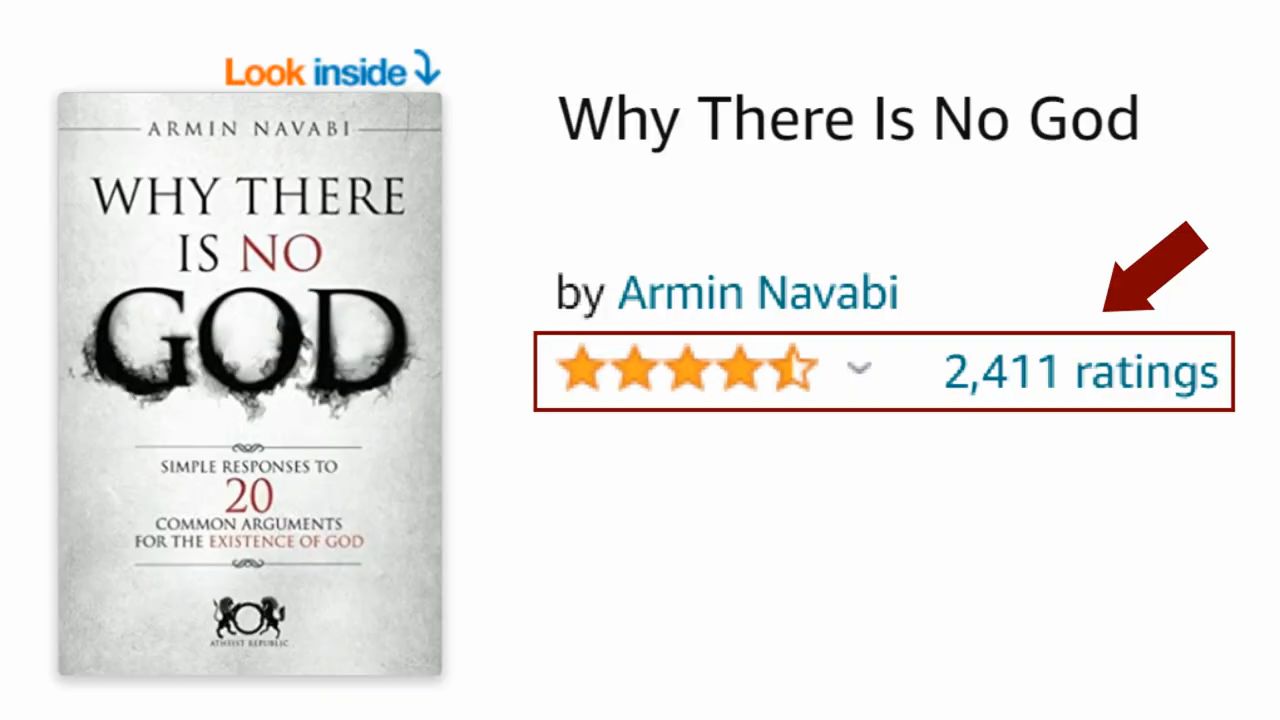 Look inside
ARMIN NAVABI
WHY THERE
IS NO
GOD
SIMPLE RESPONSES TO
20
COMMON ARGUMENTS
FOR THE EXISTENCE OF GOD
ATHEIST REPUBLIC
Why There Is No God
by Armin Navabi
2,411 ratings